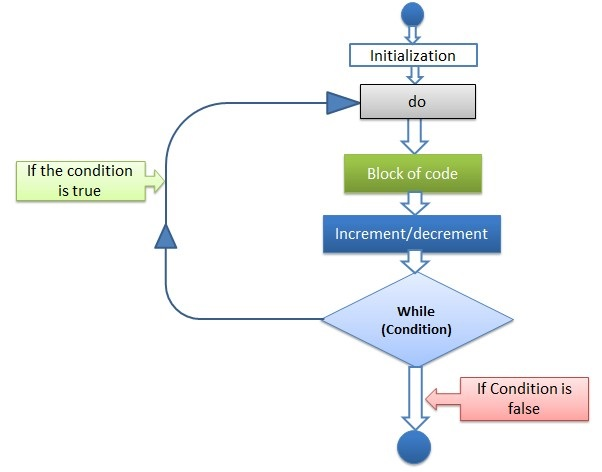 Initialization
do
If the condition
is true
Block of code
Increment/decrement
While
(Condition)
If Condition is
false